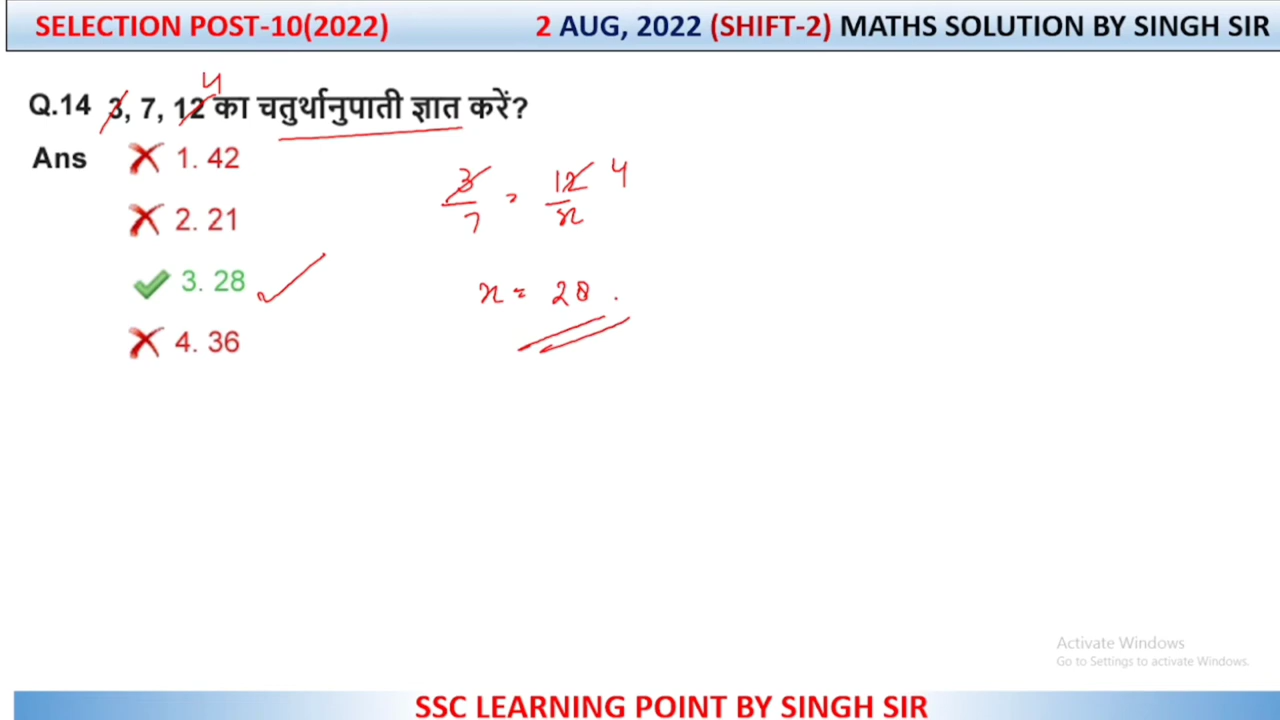 SELECTION POST-10(2022) 2 AUG, 2022 (SHIFT-2) MATHS SOLUTION BY SINGH SIR
4
Q.14 3, 7, 12 का चतुर्थानुपाती ज्ञात करें?
Ans 1. 42
2. 21
3. 28
4. 36
3/7 = 12/x 4
x = 28
Activate Windows
Go to Settings to activate Windows.
SSC LEARNING POINT BY SINGH SIR